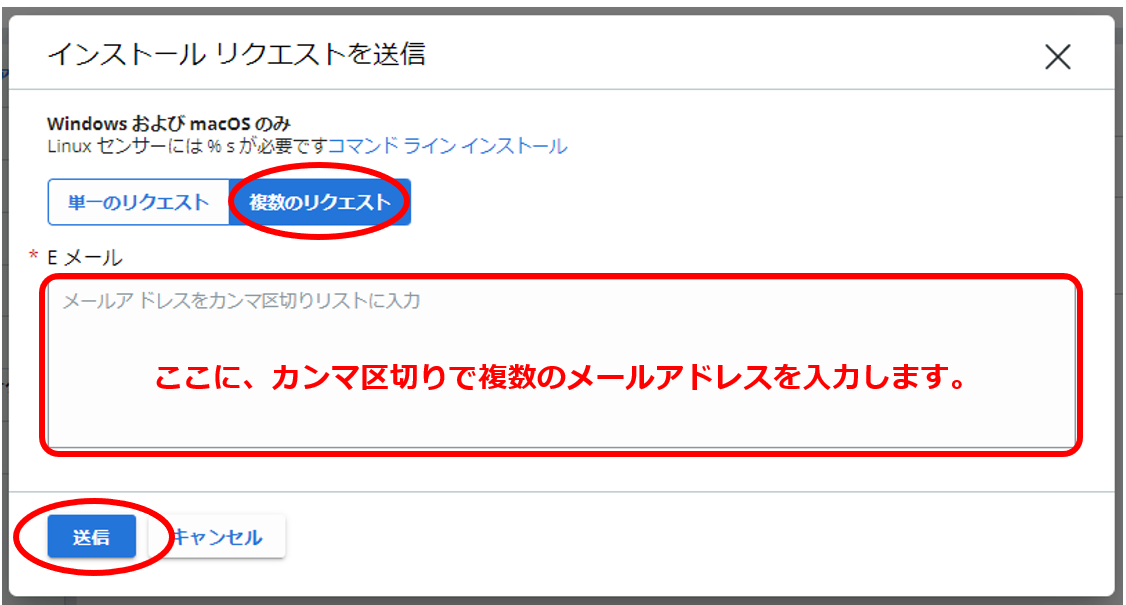 インストール リクエストを送信
Windows および macOS のみ
Linux センサーには % s が必要ですコマンド ライン インストール
単一のリクエスト 複数のリクエスト
* E メール
メールアドレスをカンマ区切りリストに入力
ここに、カンマ区切りで複数のメールアドレスを入力します。
送信 キャンセル